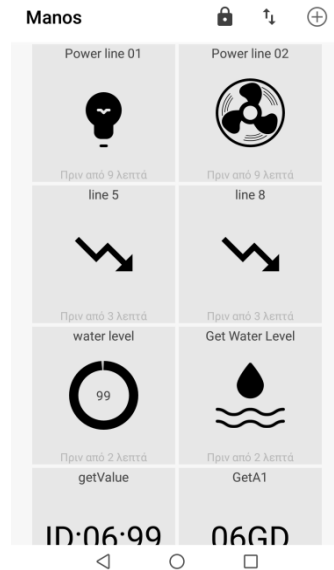 Manos
Power line 01 Power line 02
Πριν από 9 λεπτά Πριν από 9 λεπτά
line 5 line 8
Πριν από 3 λεπτά Πριν από 3 λεπτά
water level Get Water Level
99
Πριν από 2 λεπτά Πριν από 2 λεπτά
getValue GetA1
ID:06:99 06GD